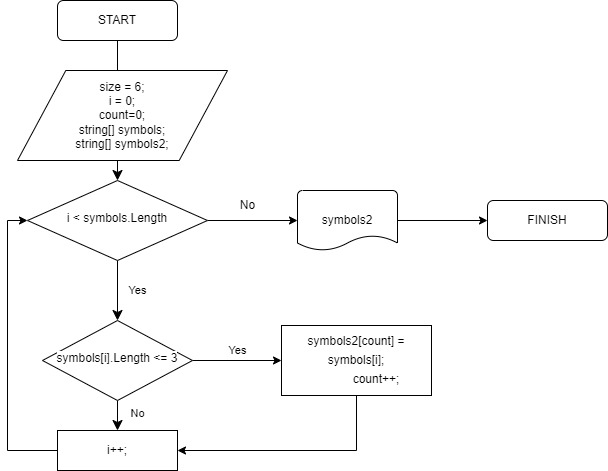 START
size = 6;
i = 0;
count=0;
string[] symbols;
string[] symbols2;
i < symbols.Length
No
symbols2
FINISH
Yes
symbols[i].Length <= 3
Yes
symbols2[count] =
symbols[i];
count++;
No
i++;